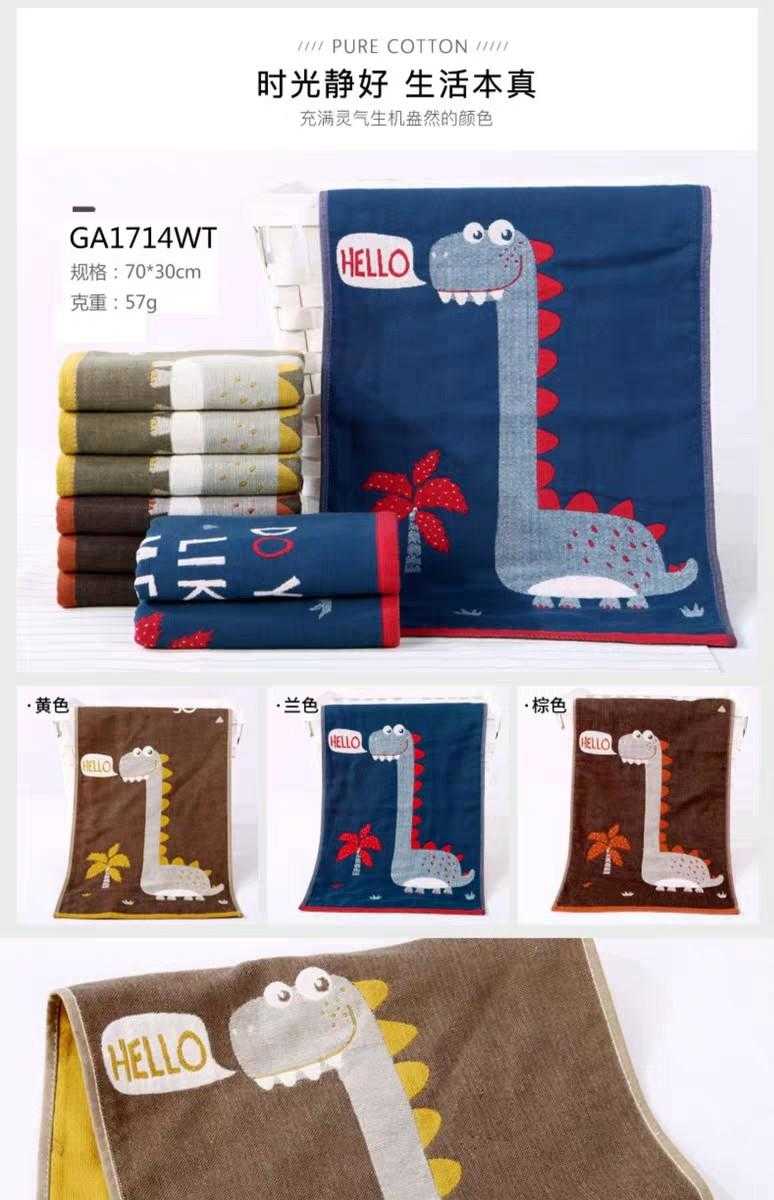 //// PURE COTTON /////
时光静好 生活本真
充满灵气生机盎然的颜色
GA1714WT
规格：70*30cm
克重：57g
HELLO
DO Y
LIK
·黄色
·兰色
·棕色
HELLO
HELLO
HELLO
HELLO